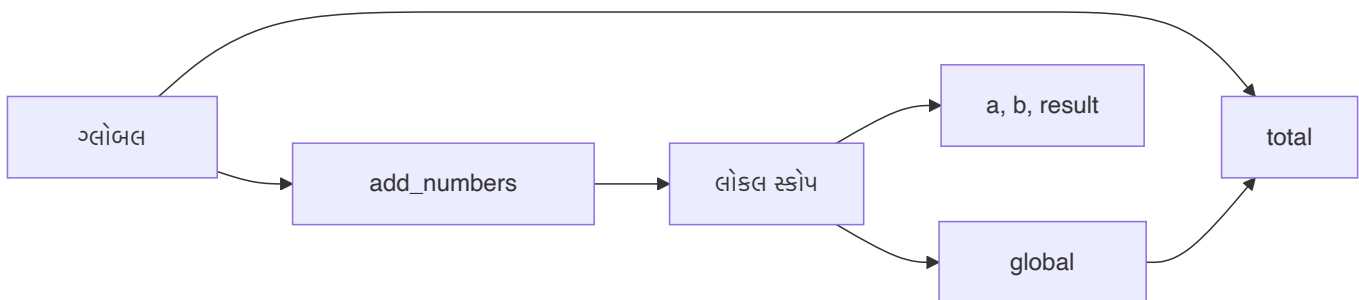 ગ્લોબલ
add_numbers
લોકલ સ્કોપ
a, b, result
global
total